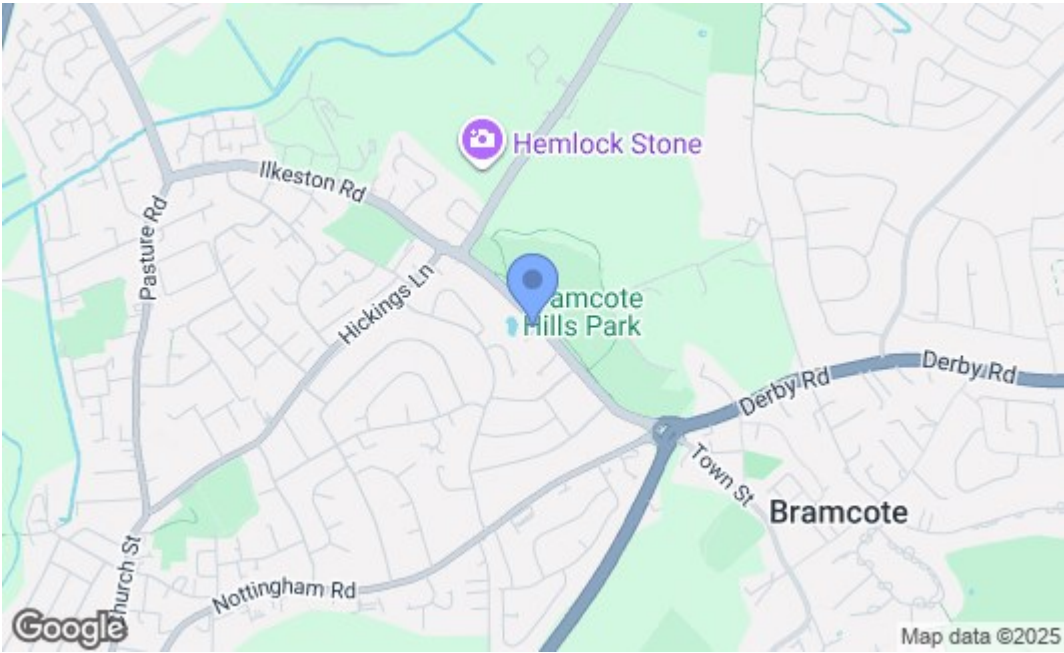 Hemlock Stone
Ilkeston Rd
Pasture Rd
Hickings Ln
Bramcote
Hills Park
Derby Rd
Derby Rd
Town St
Bramcote
Church St
Nottingham Rd
Google
Map data ©2025